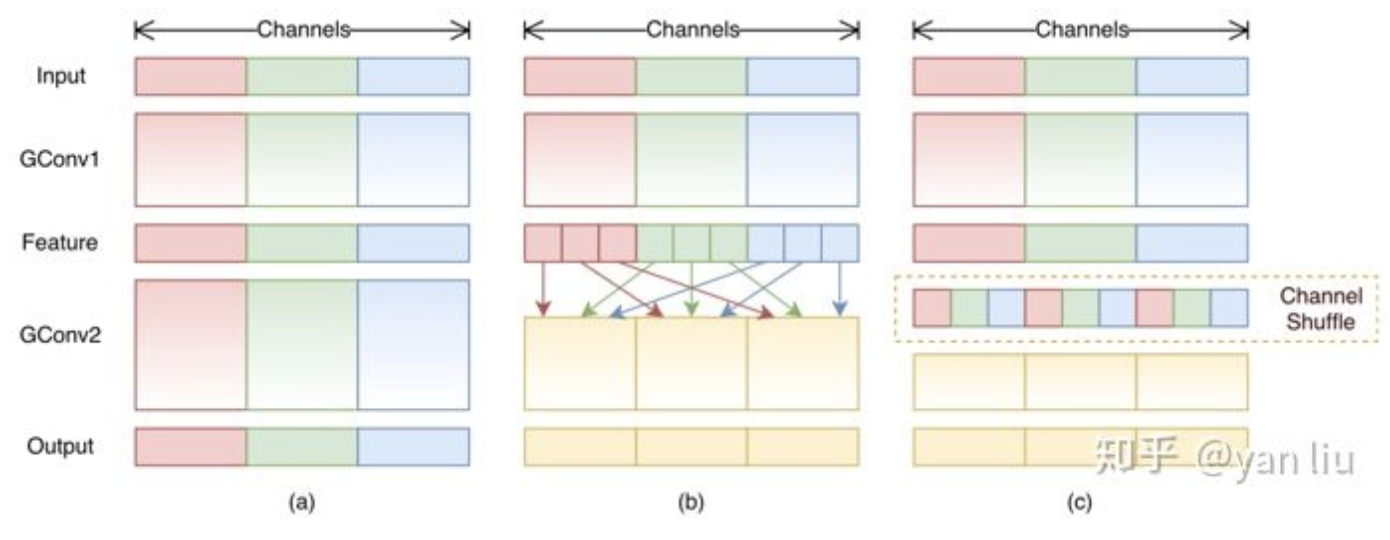 Channels
Channels
Channels
Input
GConv1
Feature
Channel
Shuffle
GConv2
Output
知乎 @yan liu
(a)
(b)
(c)